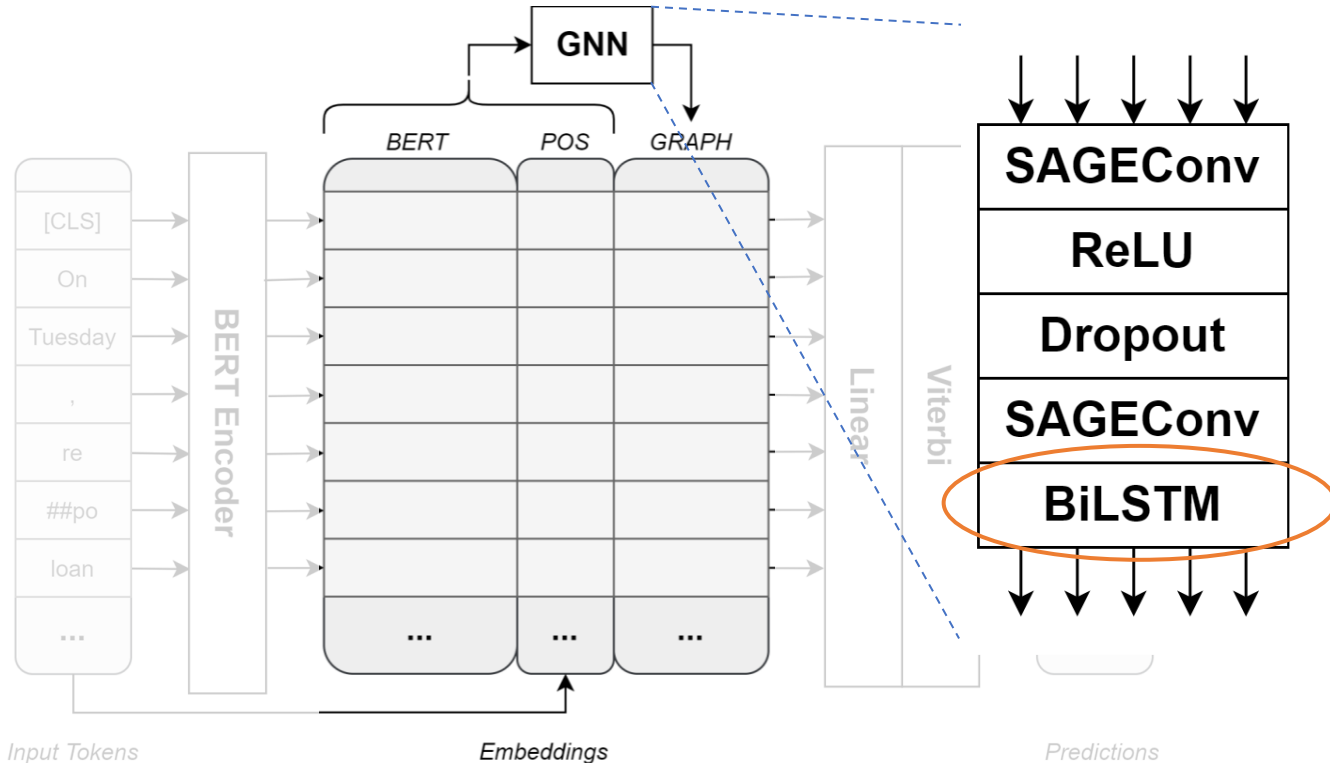 GNN
BERT
POS
GRAPH
[CLS]
On
Tuesday
,
re
##po
loan
...
BERT Encoder
...
...
...
Linear
Viterbi
SAGEConv
ReLU
Dropout
SAGEConv
BiLSTM
Input Tokens
Embeddings
Predictions